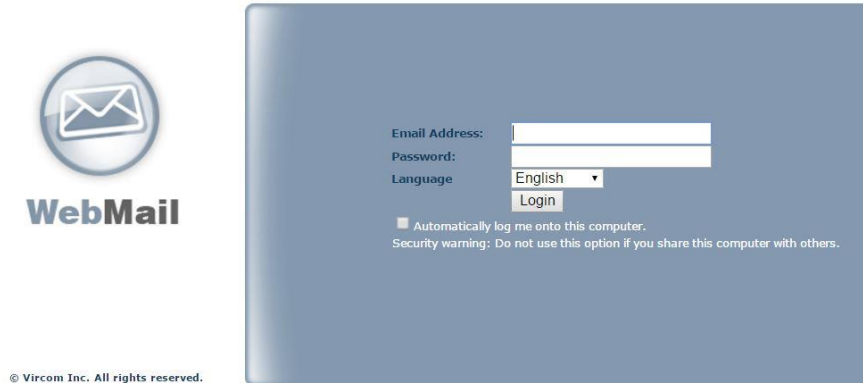 WebMail
Email Address:
Password:
Language English
Login
Automatically log me onto this computer.
Security warning: Do not use this option if you share this computer with others.
© Vircom Inc. All rights reserved.